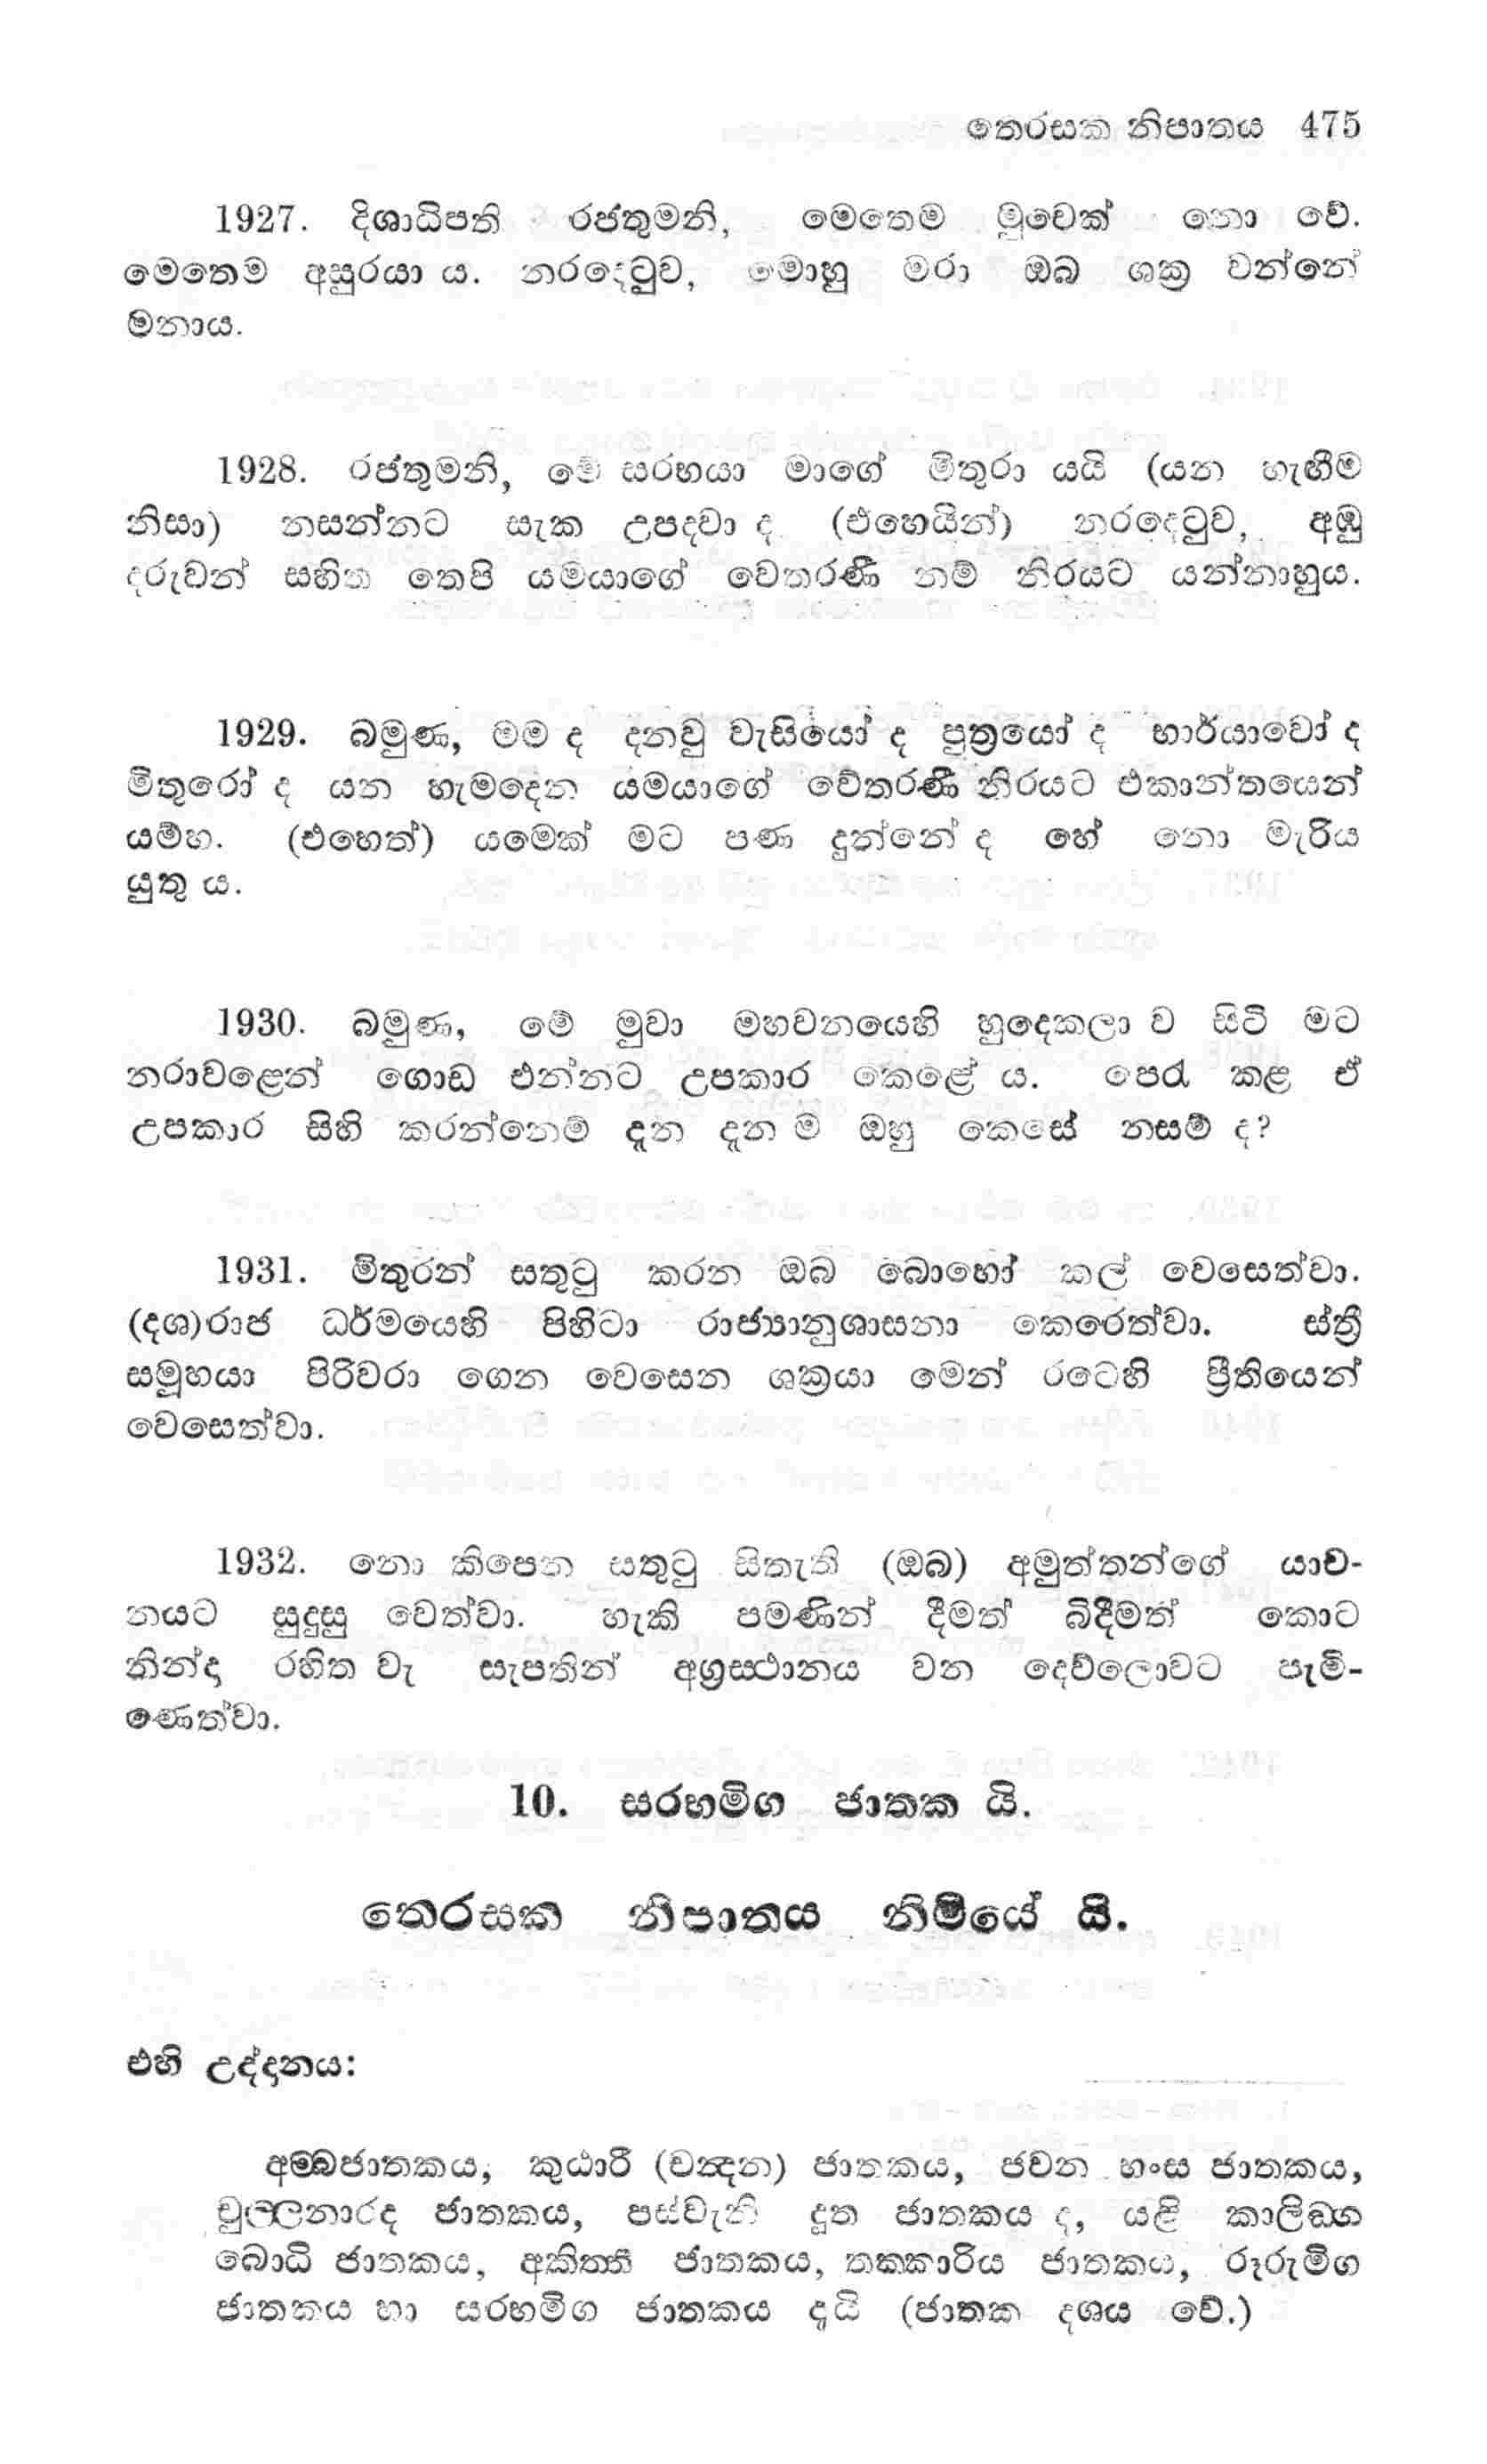 තෙරසක නිපාතය 475
1927. දිශාධිපති රජතුමනි, මෙතෙම මුවෙක් නො වේ.
මෙතෙම අසුරයා ය. නරදෙටුව, මොහු මරා ඔබ ශක්‍ර වන්නේ
මනාය.
1928. රජතුමනි, මේ සරභයා මාගේ මිතුරා යයි (යන හැඟීම
නිසා) නසන්නට සැක උපදවා ද (එහෙයින්) නරදෙටුව, අඹු
දරුවන් සහිත තෙපි යමයාගේ වෙතරණී නම් නිරයට යන්නාහුය.
1929. බමුණ, මම ද දනවු වැසියෝ ද පුත්‍රයෝ ද භාර්යාවෝ ද
මිතුරෝ ද යන හැමදෙන යමයාගේ වේතරණී නිරයට එකාන්තයෙන්
යම්හ. (එහෙත්) යමෙක් මට පණ දුන්නේ ද හේ නො මැරිය
යුතු ය.
1930. බමුණ, මේ මුවා මහවනයෙහි හුදෙකලා ව සිටි මට
නරාවළෙන් ගොඩ එන්නට උපකාර කෙළේ ය. පෙරැ කළ ඒ
උපකාර සිහි කරන්නෙම් දැන දැන ම ඔහු කෙසේ නසම් ද?
1931. මිතුරන් සතුටු කරන ඔබ බොහෝ කල් වෙසෙත්වා.
(දශ)රාජ ධර්මයෙහි පිහිටා රාජ්‍යානුශාසනා කෙරෙත්වා. ස්ත්‍රී
සමූහයා පිරිවරා ගෙන වෙසෙන ශක්‍රයා මෙන් රටෙහි ප්‍රීතියෙන්
වෙසෙත්වා.
1932. නො කිපෙන සතුටු සිතැති (ඔබ) අමුත්තන්ගේ යාච-
නයට සුදුසු වෙත්වා. හැකි පමණින් දීමත් බිදීමත් කොට
නින්දා රහිත වැ සැපතින් අග්‍රස්ථානය වන දෙව්ලොවට පැමි-
ණෙත්වා.
10. සරභමිග ජාතක යි.
තෙරසක නිපාතය නිමියේ යි.
එහි උද්දානය:
අම්බජාතකය, කුඨාරී (චන්‍දන) ජාතකය, ජවන හංස ජාතකය,
චුල්ලනාරද ජාතකය, පස්වැනි දූත ජාතකය ද, යළි කාලිඞ්ග
බොධි ජාතකය, අකිත්ති ජාතකය, තක්කාරිය ජාතකය, රූරුමිග
ජාතකය හා සරභමිග ජාතකය දැයි (ජාතක දශය වේ.)